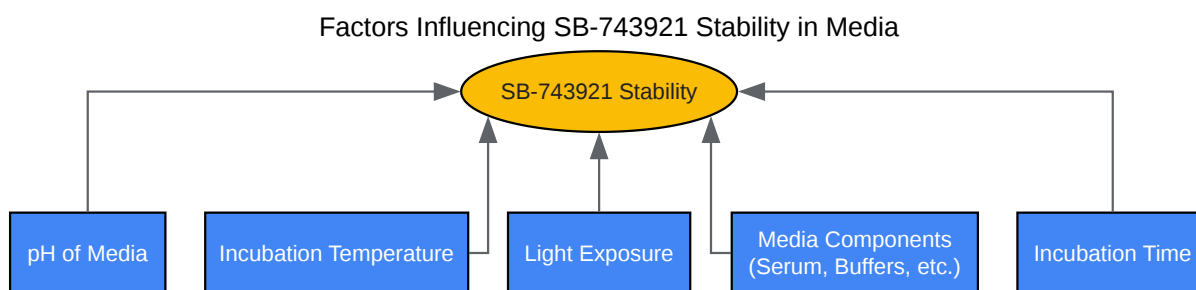 Factors Influencing SB-743921 Stability in Media
SB-743921 Stability
pH of Media
Incubation Temperature
Light Exposure
Media Components
(Serum, Buffers, etc.)
Incubation Time